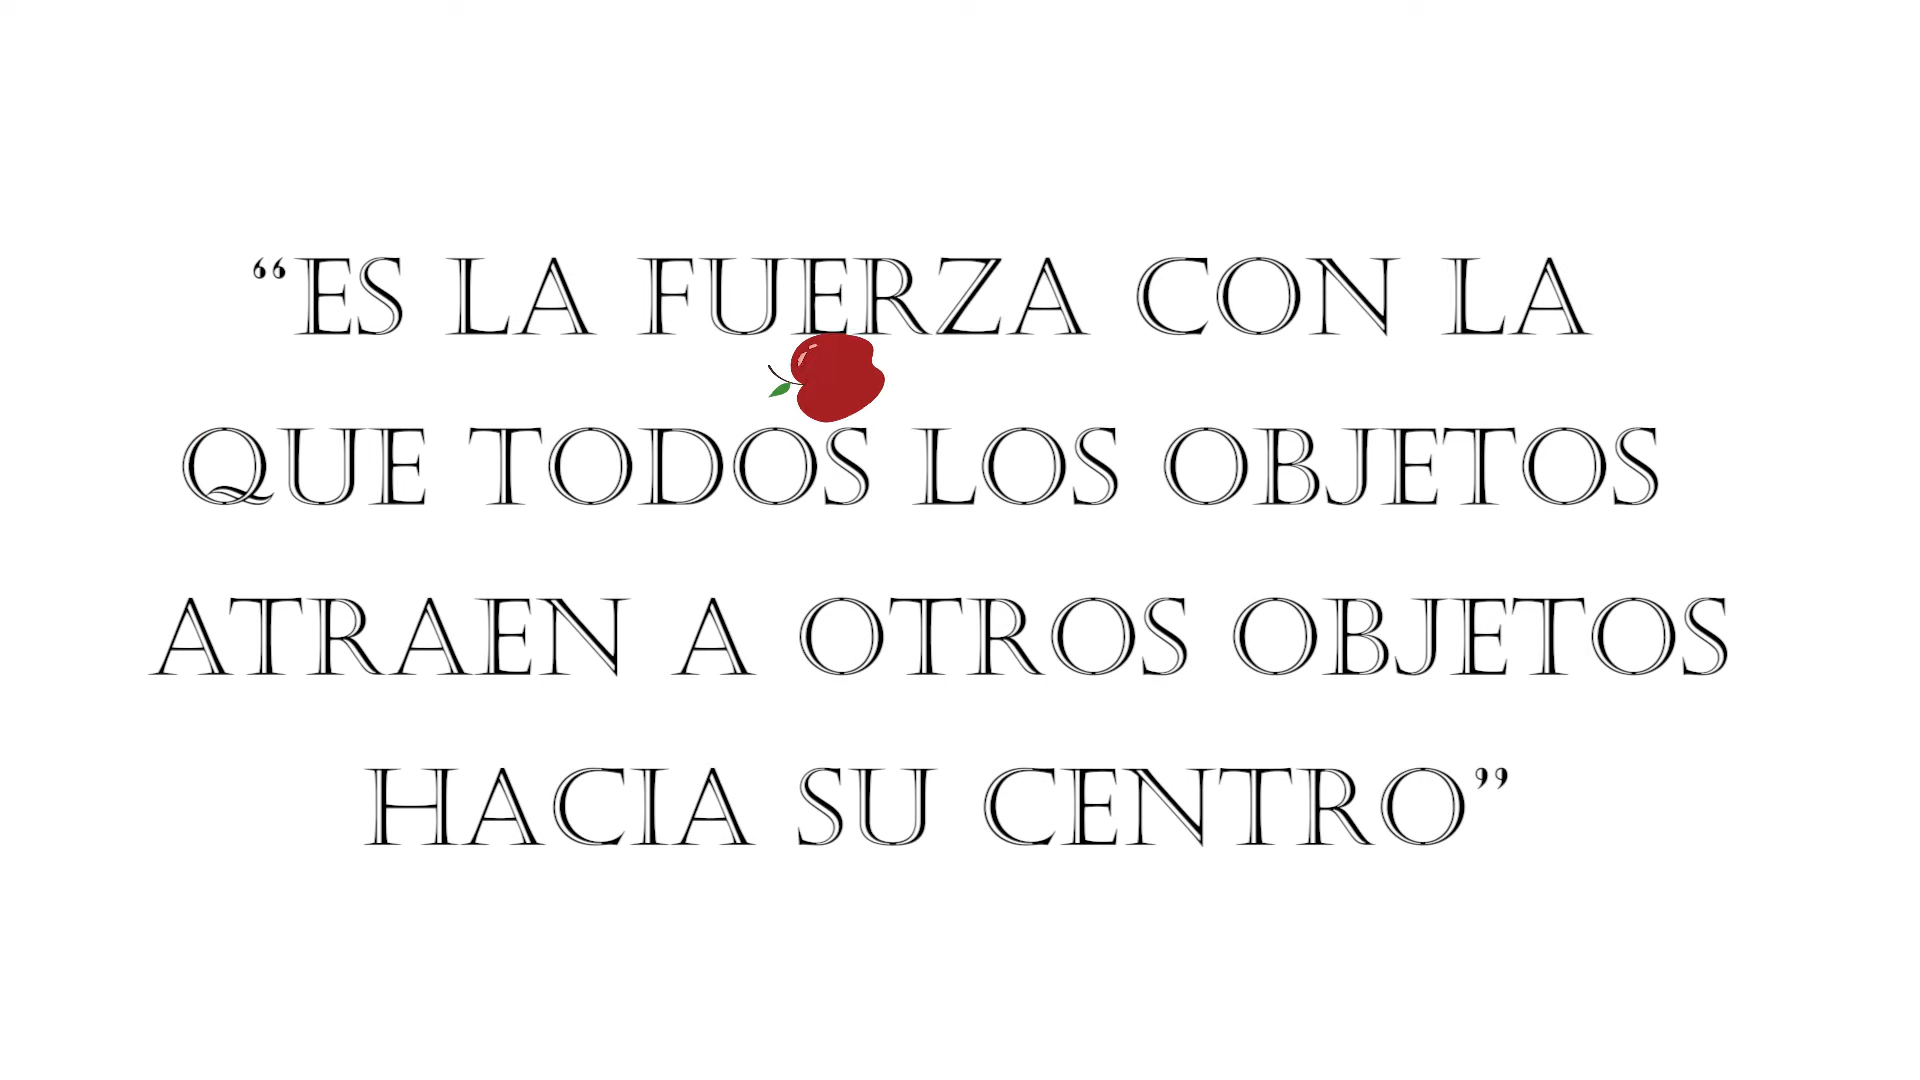 “ES LA FUERZA CON LA
QUE TODOS LOS OBJETOS
ATRAEN A OTROS OBJETOS
HACIA SU CENTRO”